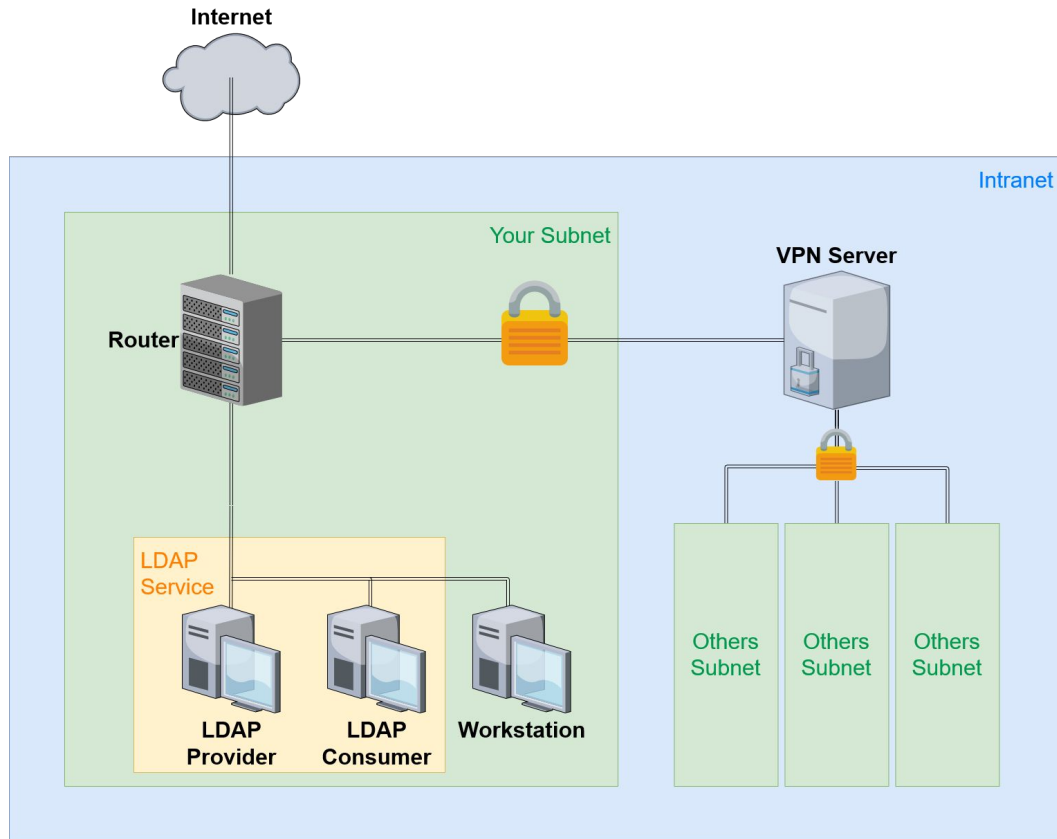 Internet
Intranet
Your Subnet
VPN Server
Router
LDAP
Service
Others
Subnet
Others
Subnet
Others
Subnet
LDAP
Provider
LDAP
Consumer
Workstation